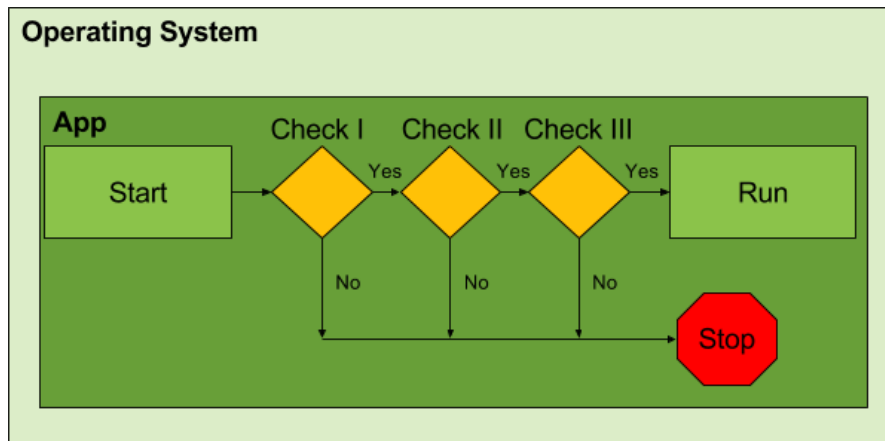 Operating System
App
Check I
Check II
Check III
Start
Yes
Yes
Yes
Run
No
No
No
Stop